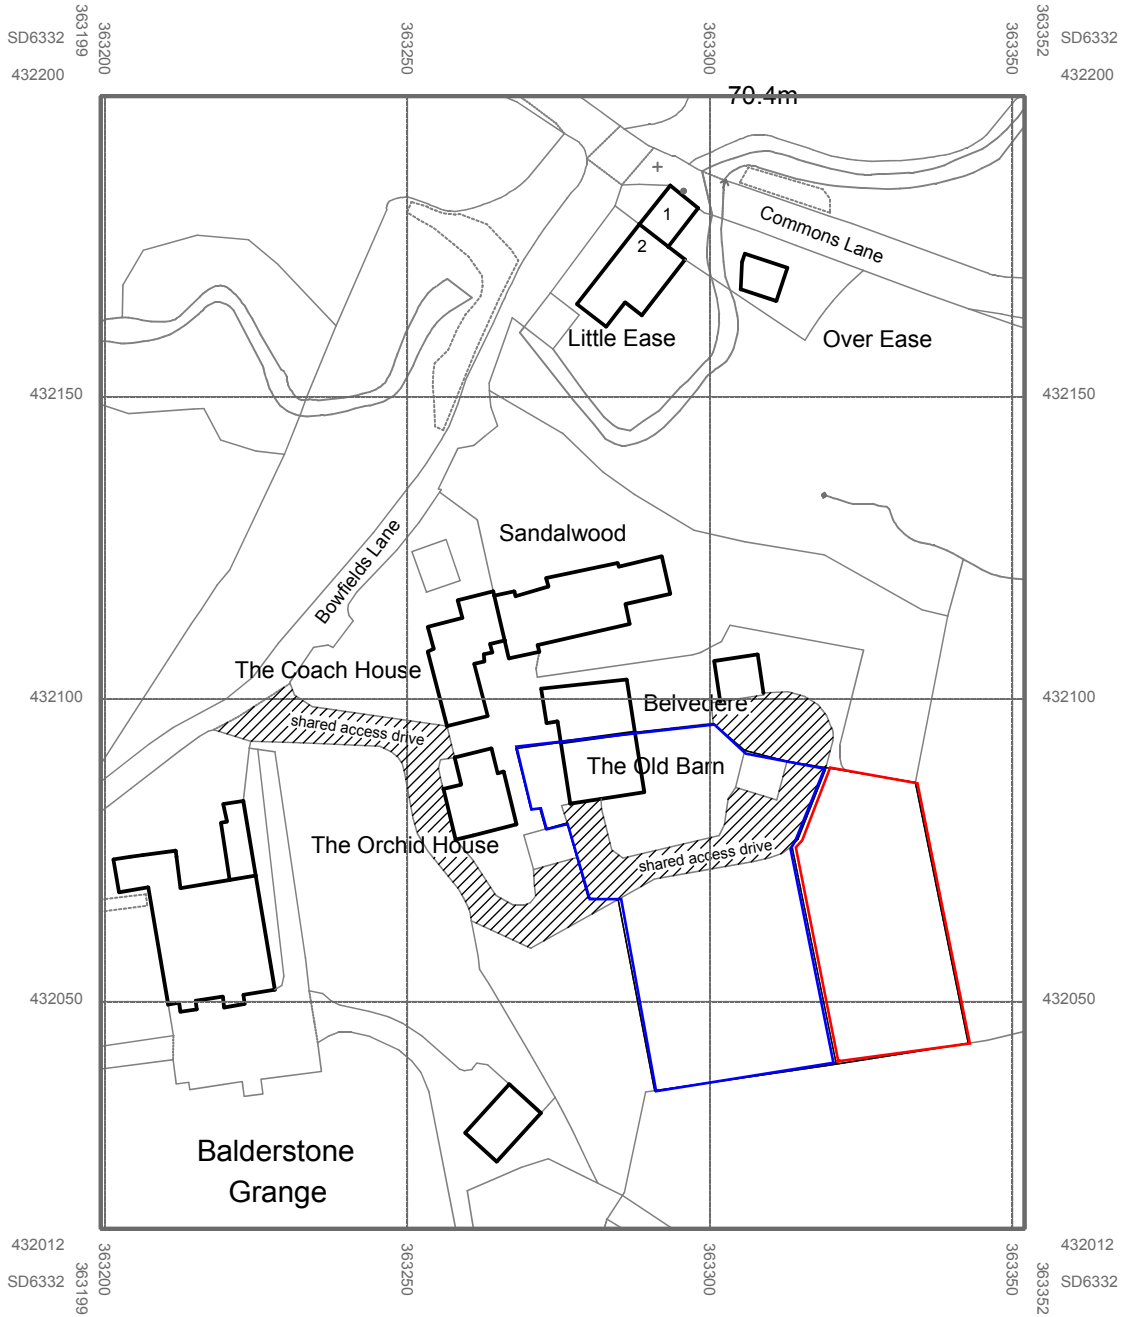 363199
363200
363250
363300
363350
363352
SD6332
SD6332
432200
432200
70.4m
1
2
Commons Lane
Little Ease
Over Ease
432150
432150
Sandalwood
Bowfields Lane
The Coach House
432100
432100
Belvedere
shared access drive
The Old Barn
The Orchid House
shared access drive
432050
432050
Balderstone
Grange
432012
432012
SD6332
SD6332
363199
363200
363250
363300
363350
363352